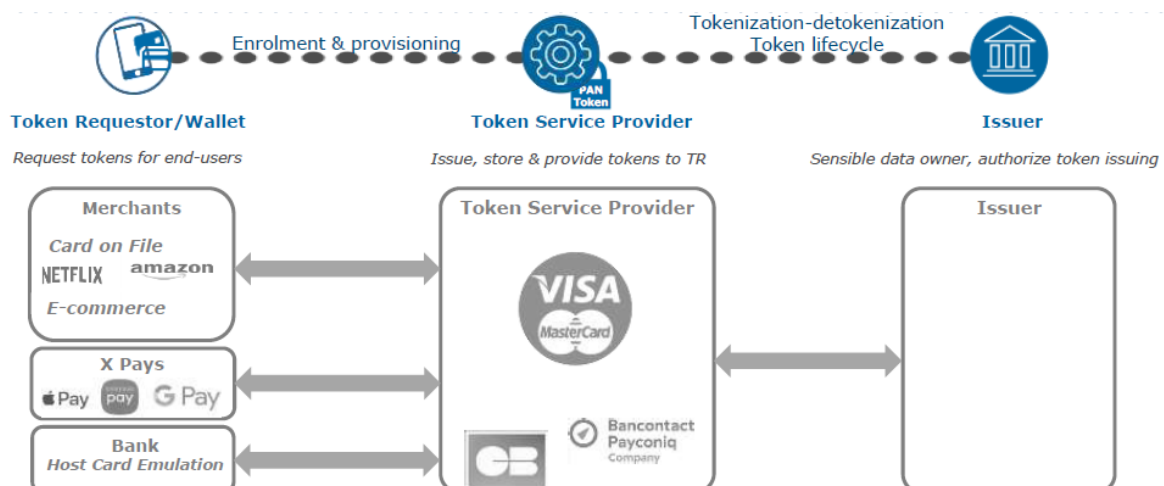 Enrolment & provisioning
Tokenization-detokenization
Token lifecycle
PAN
Token
Token Requestor/Wallet
Token Service Provider
Issuer
Request tokens for end-users
Issue, store & provide tokens to TR
Sensible data owner, authorize token issuing
Merchants
Card on File
NETFLIX amazon
E-commerce
X Pays
Pay
pay
G Pay
Bank
Host Card Emulation
Token Service Provider
VISA
MasterCard
CB
Bancontact
Payconiq
Company
Issuer